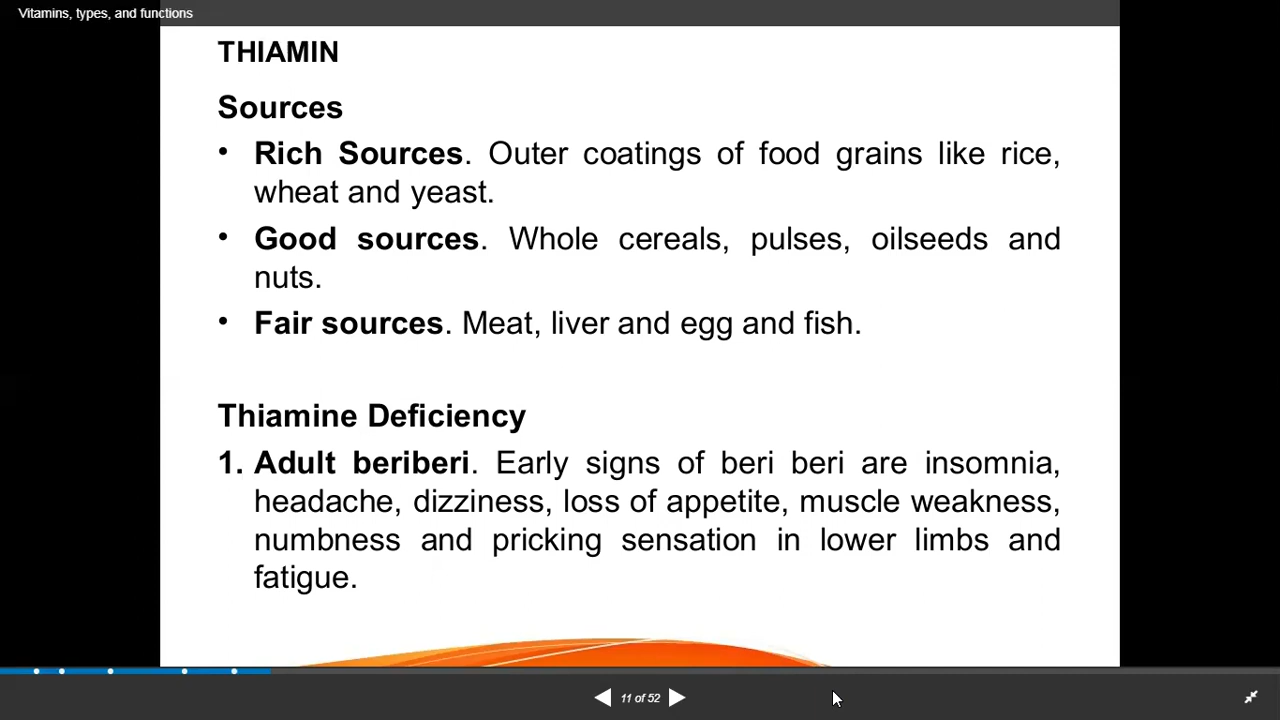 Vitamins, types, and functions
THIAMIN
Sources
• Rich Sources. Outer coatings of food grains like rice,
wheat and yeast.
• Good sources. Whole cereals, pulses, oilseeds and
nuts.
• Fair sources. Meat, liver and egg and fish.
Thiamine Deficiency
1. Adult beriberi. Early signs of beri beri are insomnia,
headache, dizziness, loss of appetite, muscle weakness,
numbness and pricking sensation in lower limbs and
fatigue.
11 of 52